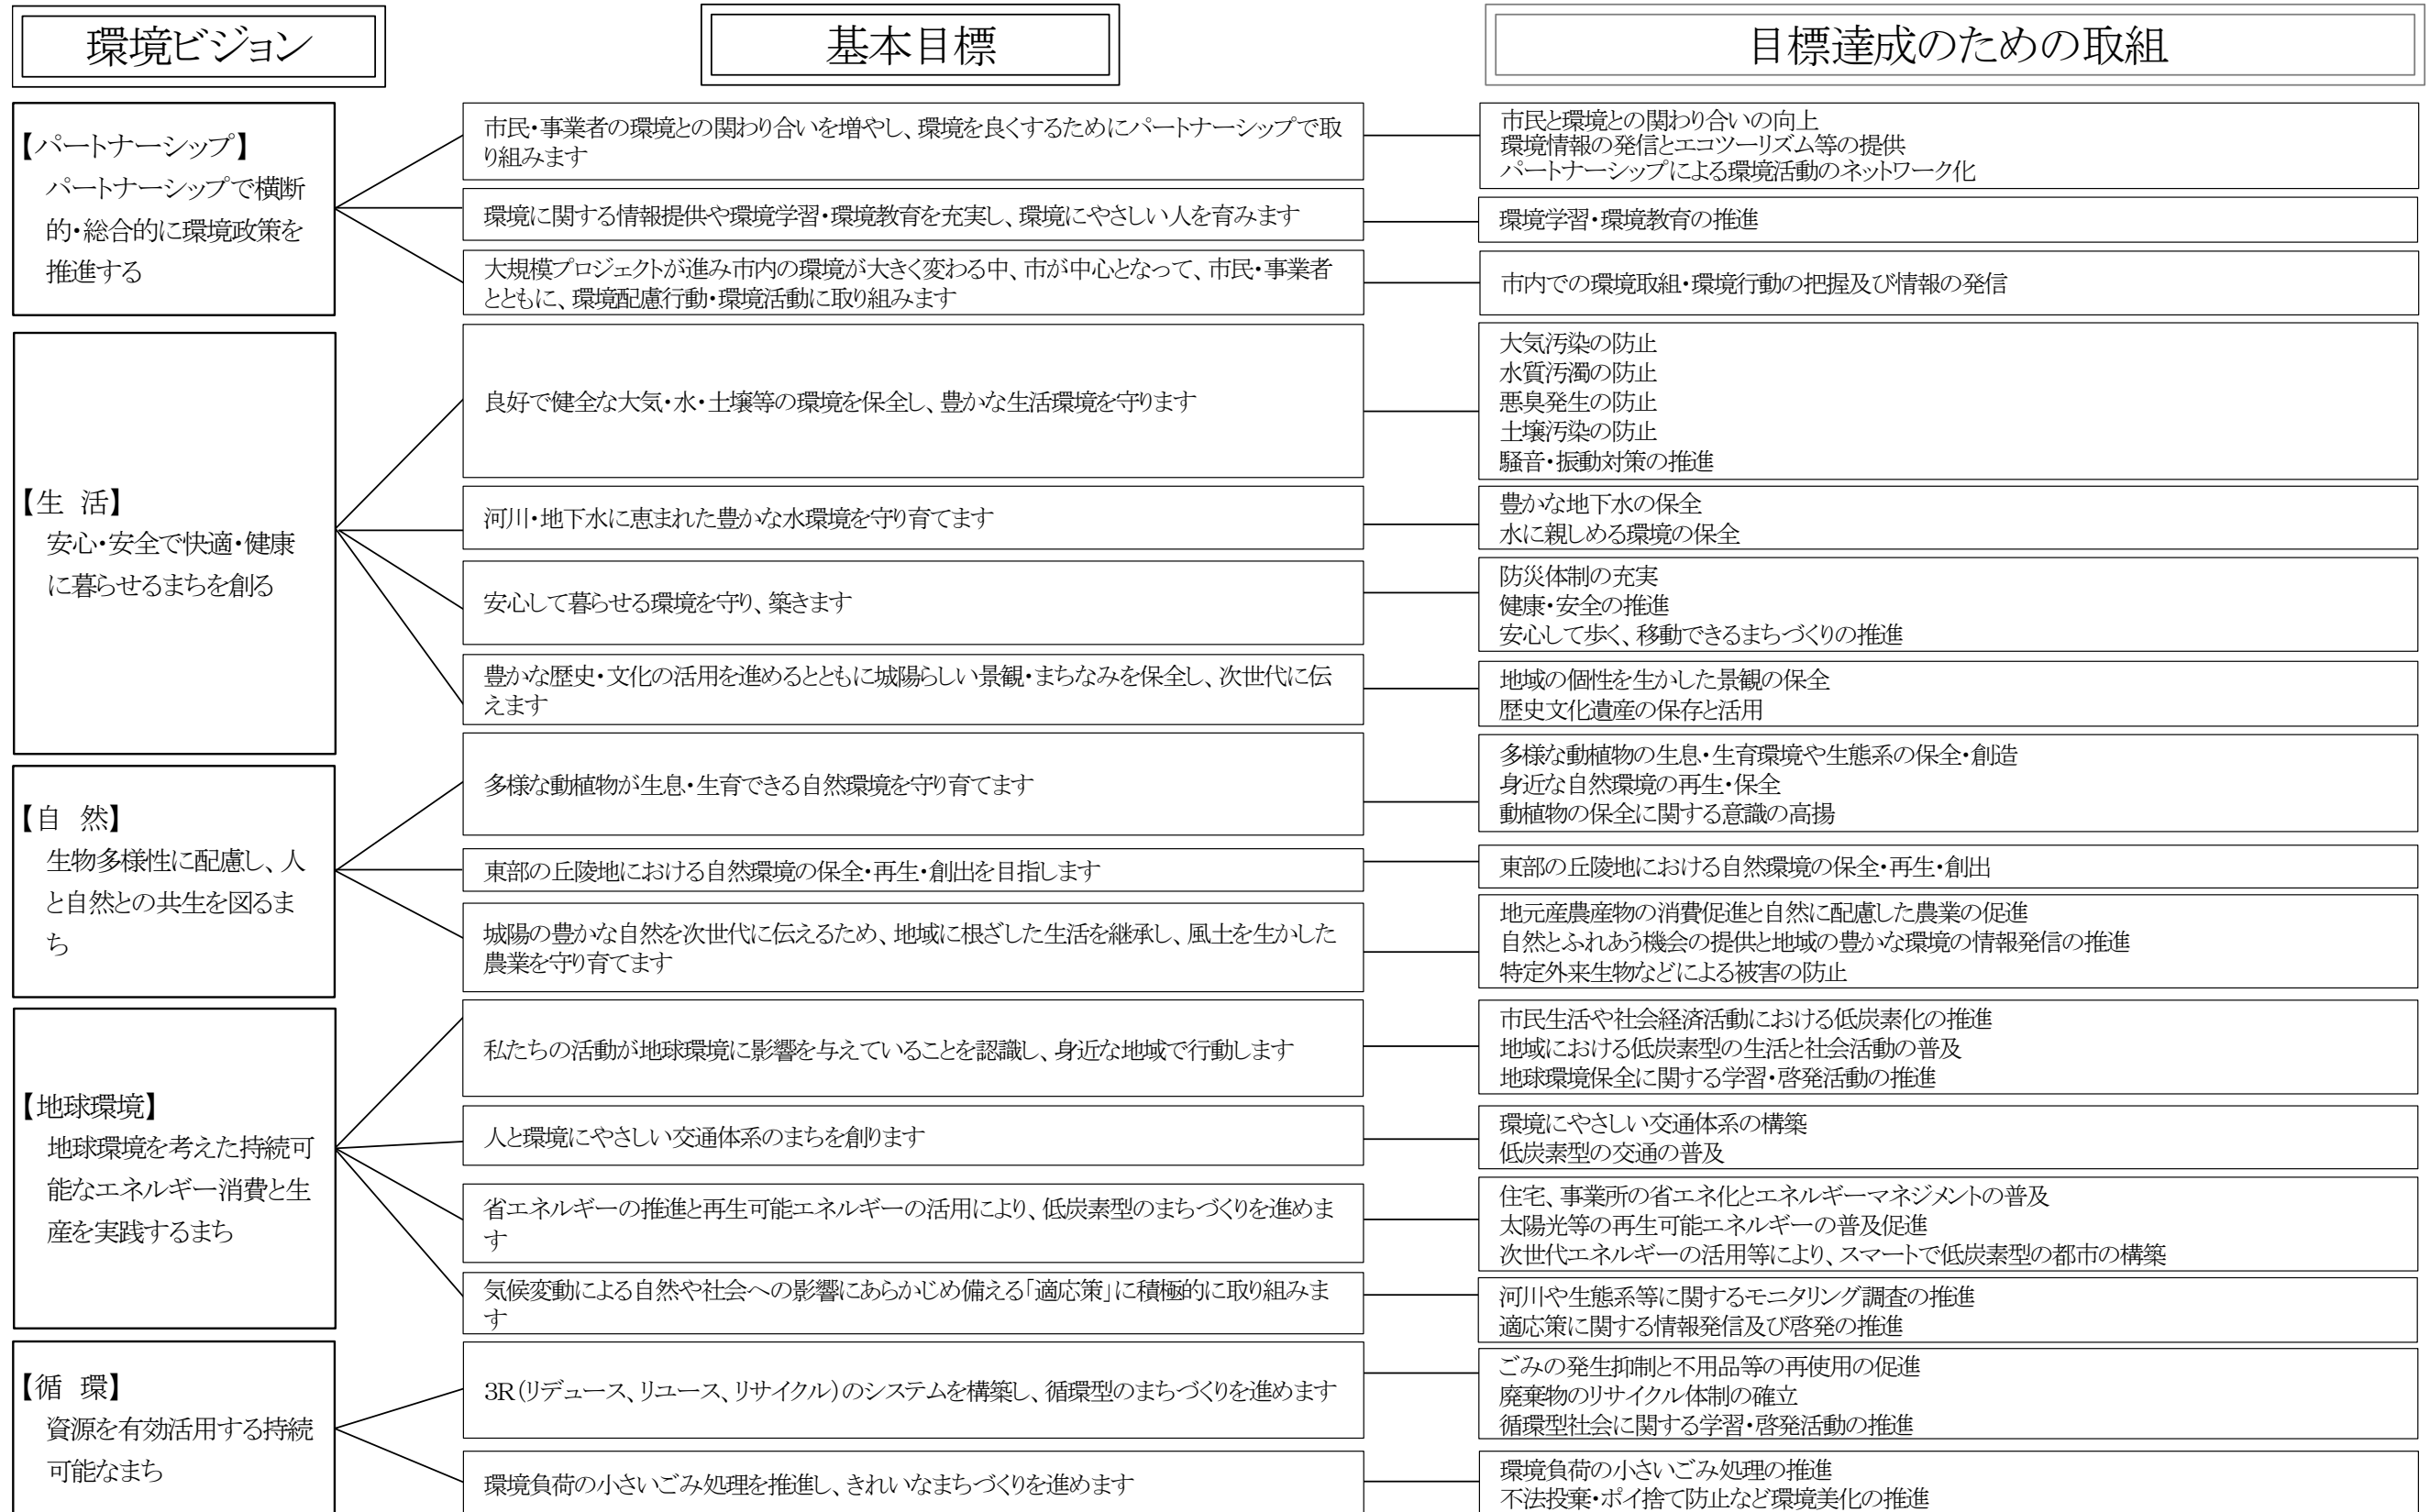 環境ビジョン
基本目標
目標達成のための取組
【パートナーシップ】
パートナーシップで横断
的・総合的に環境政策を
推進する
市民・事業者の環境との関わり合いを増やし、環境を良くするためにパートナーシップで取
り組みます
市民と環境との関わり合いの向上
環境情報の発信とエコツーリズム等の提供
パートナーシップによる環境活動のネットワーク化
環境に関する情報提供や環境学習・環境教育を充実し、環境にやさしい人を育みます
環境学習・環境教育の推進
大規模プロジェクトが進み市内の環境が大きく変わる中、市が中心となって、市民・事業者
とともに、環境配慮行動・環境活動に取り組みます
市内での環境取組・環境行動の把握及び情報の発信
【生　活】
安心・安全で快適・健康
に暮らせるまちを創る
良好で健全な大気・水・土壌等の環境を保全し、豊かな生活環境を守ります
大気汚染の防止
水質汚濁の防止
悪臭発生の防止
土壌汚染の防止
騒音・振動対策の推進
河川・地下水に恵まれた豊かな水環境を守り育てます
豊かな地下水の保全
水に親しめる環境の保全
安心して暮らせる環境を守り、築きます
防災体制の充実
健康・安全の推進
安心して歩く、移動できるまちづくりの推進
豊かな歴史・文化の活用を進めるとともに城陽らしい景観・まちなみを保全し、次世代に伝
えます
地域の個性を生かした景観の保全
歴史文化遺産の保存と活用
【自　然】
生物多様性に配慮し、人
と自然との共生を図るま
ち
多様な動植物が生息・生育できる自然環境を守り育てます
多様な動植物の生息・生育環境や生態系の保全・創造
身近な自然環境の再生・保全
動植物の保全に関する意識の高揚
東部の丘陵地における自然環境の保全・再生・創出を目指します
東部の丘陵地における自然環境の保全・再生・創出
城陽の豊かな自然を次世代に伝えるため、地域に根ざした生活を継承し、風土を生かした
農業を守り育てます
地元産農産物の消費促進と自然に配慮した農業の促進
自然とふれあう機会の提供と地域の豊かな環境の情報発信の推進
特定外来生物などによる被害の防止
【地球環境】
地球環境を考えた持続可
能なエネルギー消費と生
産を実践するまち
私たちの活動が地球環境に影響を与えていることを認識し、身近な地域で行動します
市民生活や社会経済活動における低炭素化の推進
地域における低炭素型の生活と社会活動の普及
地球環境保全に関する学習・啓発活動の推進
人と環境にやさしい交通体系のまちを創ります
環境にやさしい交通体系の構築
低炭素型の交通の普及
省エネルギーの推進と再生可能エネルギーの活用により、低炭素型のまちづくりを進めま
す
住宅、事業所の省エネ化とエネルギーマネジメントの普及
太陽光等の再生可能エネルギーの普及促進
次世代エネルギーの活用等により、スマートで低炭素型の都市の構築
気候変動による自然や社会への影響にあらかじめ備える「適応策」に積極的に取り組みま
す
河川や生態系等に関するモニタリング調査の推進
適応策に関する情報発信及び啓発の推進
【循　環】
資源を有効活用する持続
可能なまち
3R（リデュース、リユース、リサイクル）のシステムを構築し、循環型のまちづくりを進めます
ごみの発生抑制と不用品等の再使用の促進
廃棄物のリサイクル体制の確立
循環型社会に関する学習・啓発活動の推進
環境負荷の小さいごみ処理を推進し、きれいなまちづくりを進めます
環境負荷の小さいごみ処理の推進
不法投棄・ポイ捨て防止など環境美化の推進